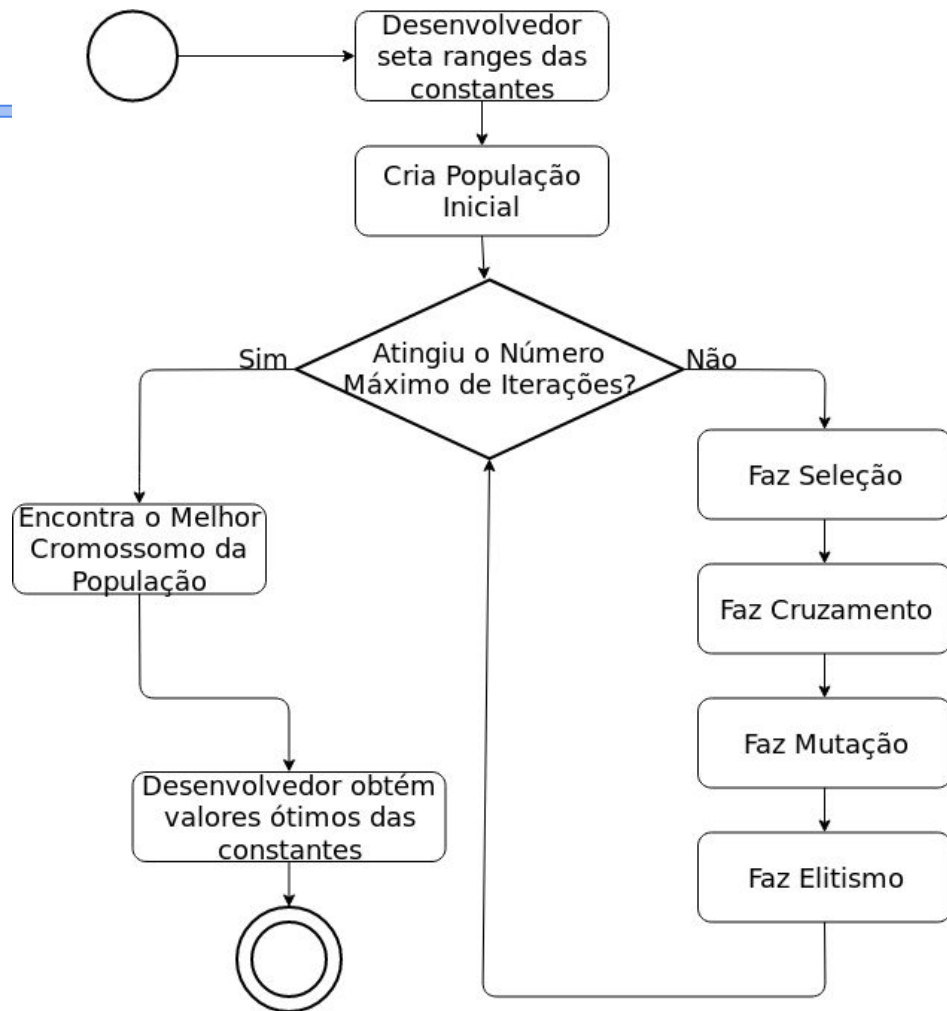 Desenvolvedor
seta ranges das
constantes
Cria População
Inicial
Atingiu o Número
Máximo de Iterações?
Sim
Não
Encontra o Melhor
Cromossomo da
População
Desenvolvedor obtém
valores ótimos das
constantes
Faz Seleção
Faz Cruzamento
Faz Mutação
Faz Elitismo